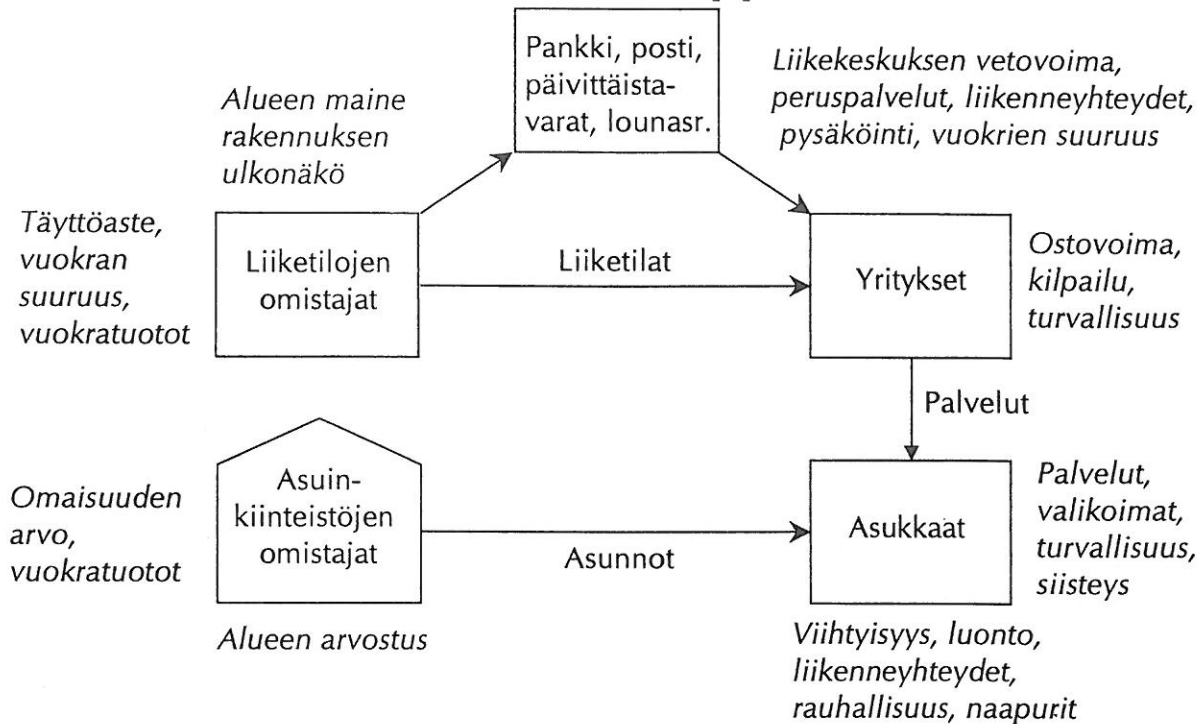 Pankki, posti,
päivittäista-
varat, lounasr.
Liikekeskuksen vetovoima,
peruspalvelut, liikenneyhteydet,
pysäköinti, vuokrien suuruus
Alueen maine
rakennuksen
ulkonäkö
Täyttöaste,
vuokran
suuruus,
vuokratuotot
Liiketilojen
omistajat
Liiketilat
Yritykset
Ostovoima,
kilpailu,
turvallisuus
Palvelut
Omaisuuden
arvo,
vuokratuotot
Asuin-
kiinteistöjen
omistajat
Asunnot
Asukkaat
Palvelut,
valikoimat,
turvallisuus,
siisteys
Alueen arvostus
Viihtyisyys, luonto,
liikenneyhteydet,
rauhallisuus, naapurit